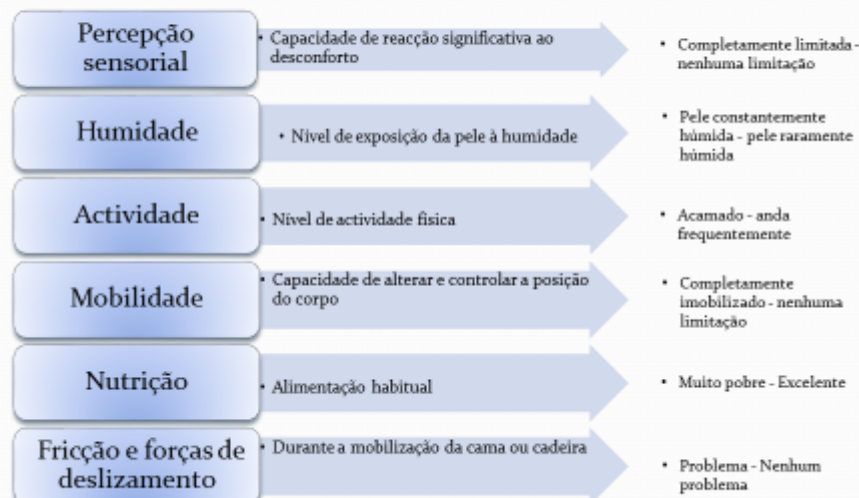 Percepção
sensorial
• Capacidade de reacção significativa ao
desconforto
• Completamente limitada -
nenhuma limitação
Humidade
• Nível de exposição da pele à humidade
• Pele constantemente
húmida - pele raramente
húmida
Actividade
• Nível de actividade física
• Acamado - anda
frequentemente
Mobilidade
• Capacidade de alterar e controlar a posição
do corpo
• Completamente
imobilizado - nenhuma
limitação
Nutrição
• Alimentação habitual
• Muito pobre - Excelente
Fricção e forças de
deslizamento
• Durante a mobilização da cama ou cadeira
• Problema - Nenhum
problema